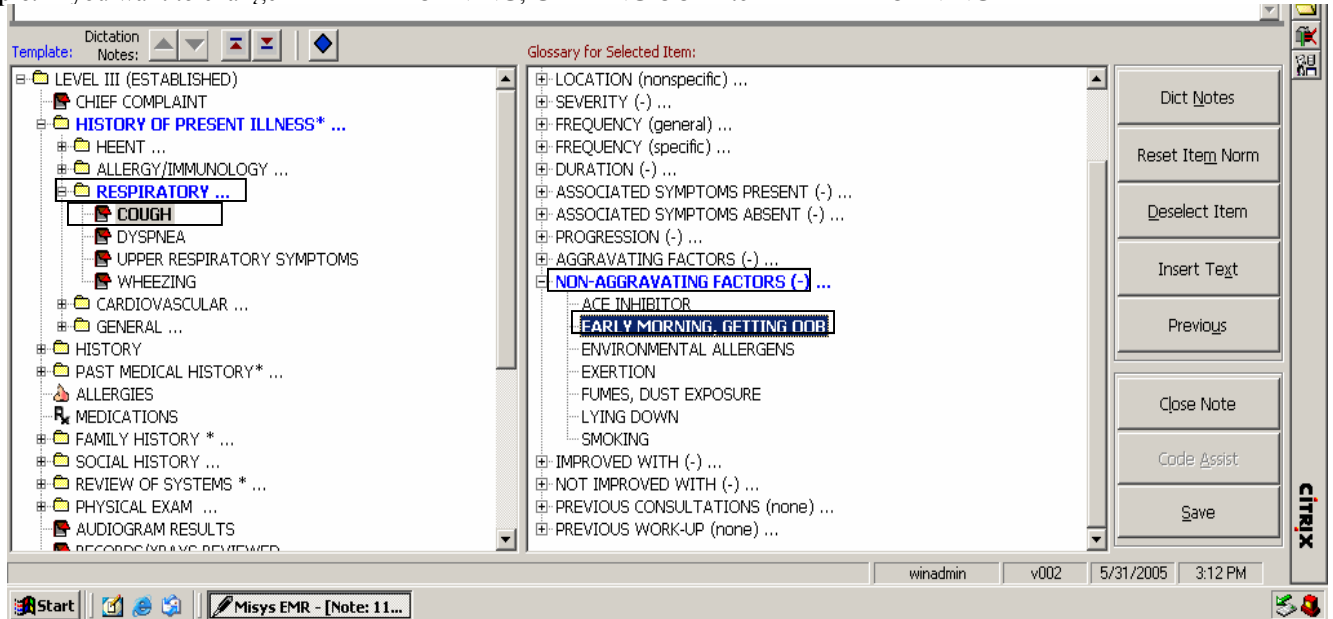 Dictation
Template: Notes:
Glossary for Selected Item:
LEVEL III (ESTABLISHED)
CHIEF COMPLAINT
HISTORY OF PRESENT ILLNESS* ...
HEENT ...
ALLERGY/IMMUNOLOGY ...
RESPIRATORY ...
COUGH
DYSPNEA
UPPER RESPIRATORY SYMPTOMS
WHEEZING
CARDIOVASCULAR ...
GENERAL ...
HISTORY
PAST MEDICAL HISTORY* ...
ALLERGIES
Rx MEDICATIONS
FAMILY HISTORY * ...
SOCIAL HISTORY ...
REVIEW OF SYSTEMS * ...
PHYSICAL EXAM ...
AUDIOGRAM RESULTS
RECORDS/XRAYS REVIEWED
LOCATION (nonspecific) ...
SEVERITY (-) ...
FREQUENCY (general) ...
FREQUENCY (specific) ...
DURATION (-) ...
ASSOCIATED SYMPTOMS PRESENT (-) ...
ASSOCIATED SYMPTOMS ABSENT (-) ...
PROGRESSION (-) ...
AGGRAVATING FACTORS (-) ...
NON-AGGRAVATING FACTORS (-) ...
ACE INHIBITOR
EARLY MORNING, GETTING OOB
ENVIRONMENTAL ALLERGENS
EXERTION
FUMES, DUST EXPOSURE
LYING DOWN
SMOKING
IMPROVED WITH (-) ...
NOT IMPROVED WITH (-) ...
PREVIOUS CONSULTATIONS (none) ...
PREVIOUS WORK-UP (none) ...
Dict Notes
Reset Item Norm
Deselect Item
Insert Text
Previous
Close Note
Code Assist
Save
CITRIX
winadmin v002 5/31/2005 3:12 PM
Start Misys EMR - [Note: 11...